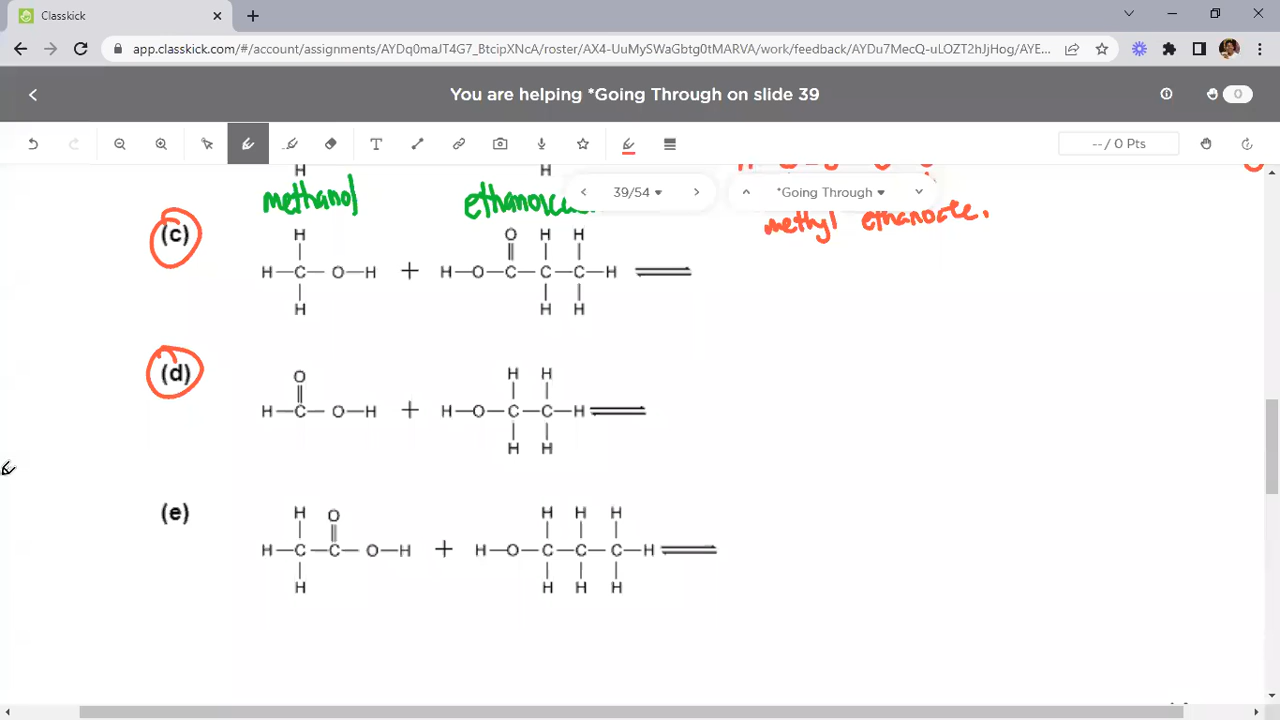 Classkick
app.classkick.com/#/account/assignments/AYDq0maJT4G7_BtcipXNcA/roster/AX4-UuMySWaGbtg0tMARVA/work/feedback/AYDu7MecQ-uLOZT2hJjHog/AYE...
You are helping *Going Through on slide 39
0
T
-- / 0 Pts
H H
39/54
*Going Through
methanol
methyl ethanoate.
(c)
H O H H
H—C—O—H + H—O—C—C—C—H
H H H
(d)
O H H
H—C—O—H + H—O—C—C—H
H H
(e)
H O H H H
H—C—C—O—H + H—O—C—C—C—H
H H H H